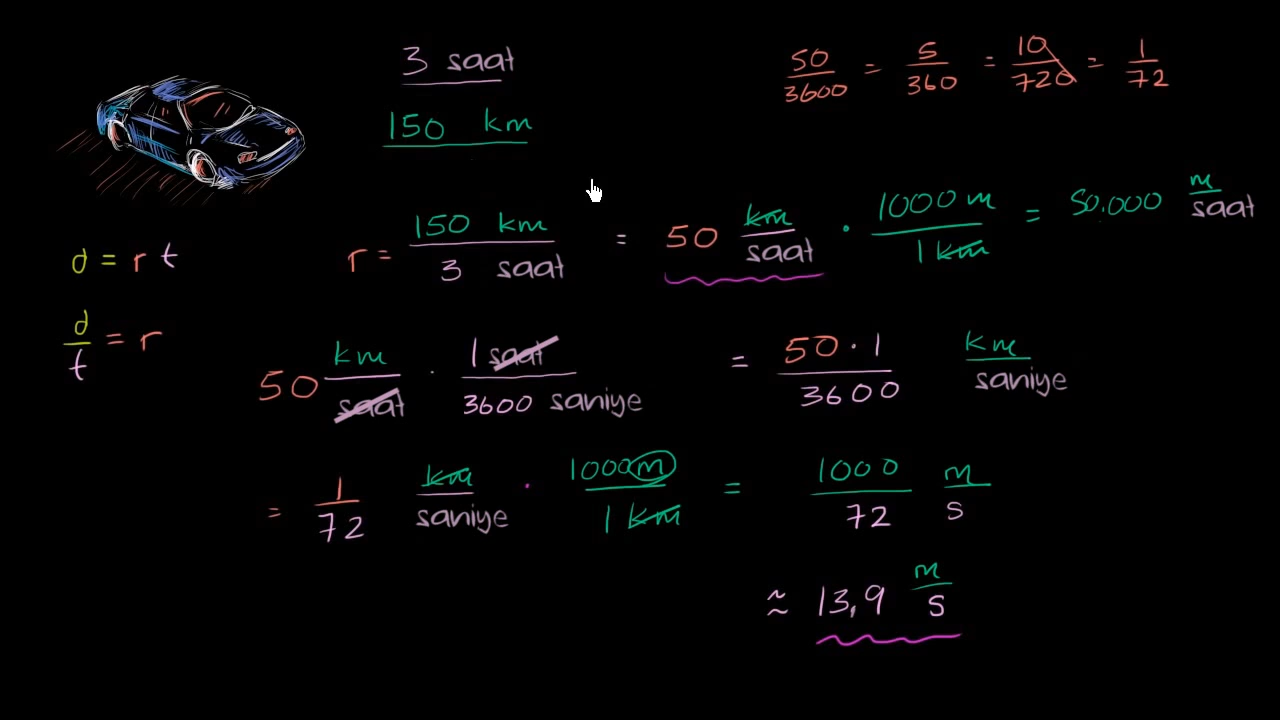 3 saat
50/3600 = 5/360 = 10/720 = 1/72
150 km
d = r t
r = 150 km / 3 saat = 50 km/saat · 1000 m / 1 km = 50.000 m/saat
d/t = r
50 km/saat · 1 saat / 3600 saniye = 50 · 1 / 3600 km/saniye
= 1/72 km/saniye · 1000 m / 1 km = 1000/72 m/s
≈ 13,9 m/s